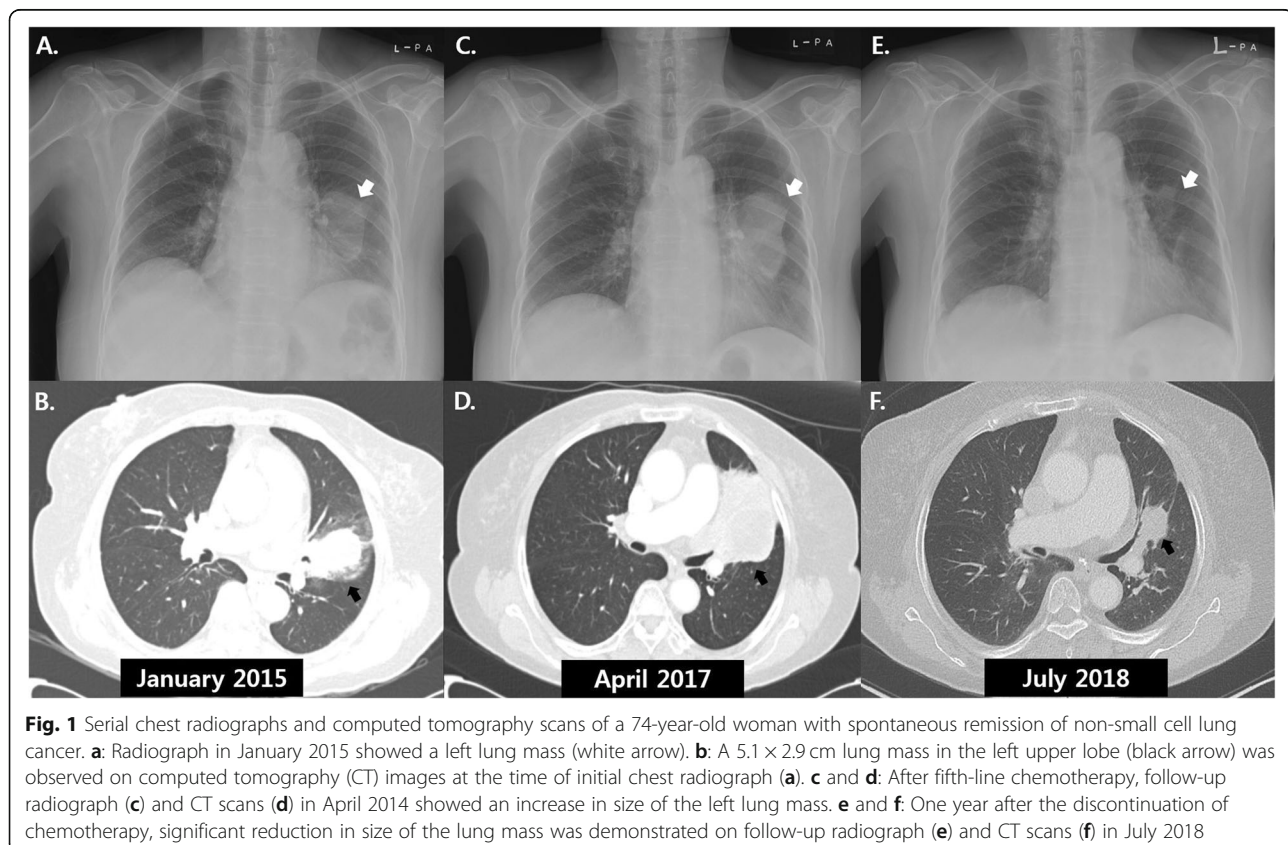 A.
L - P A
C.
L - P A
E.
L - P A
B.
D.
F.
January 2015
April 2017
July 2018
Fig. 1 Serial chest radiographs and computed tomography scans of a 74-year-old woman with spontaneous remission of non-small cell lung
cancer. a: Radiograph in January 2015 showed a left lung mass (white arrow). b: A 5.1 × 2.9 cm lung mass in the left upper lobe (black arrow) was
observed on computed tomography (CT) images at the time of initial chest radiograph (a). c and d: After fifth-line chemotherapy, follow-up
radiograph (c) and CT scans (d) in April 2014 showed an increase in size of the left lung mass. e and f: One year after the discontinuation of
chemotherapy, significant reduction in size of the lung mass was demonstrated on follow-up radiograph (e) and CT scans (f) in July 2018